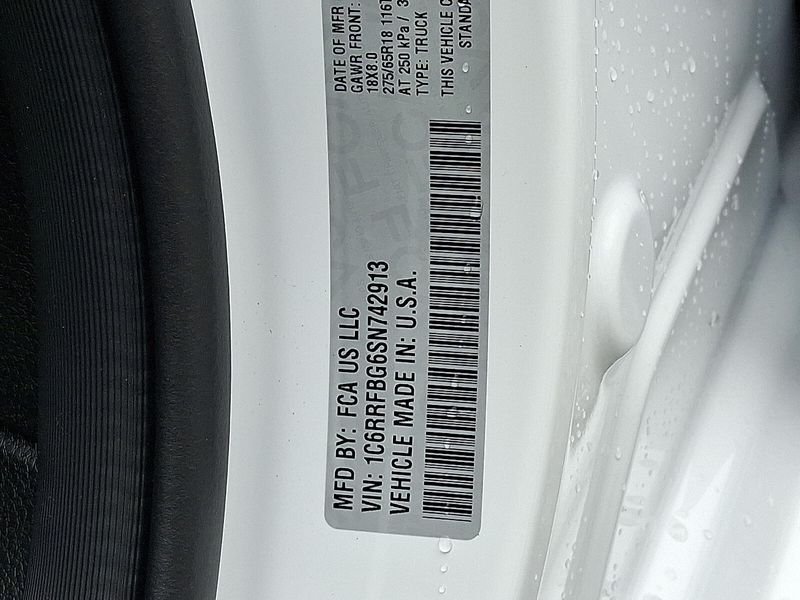 MFD BY: FCA US LLC
VIN: 1C6RRFBG6SN742913
VEHICLE MADE IN: U.S.A.
DATE OF MFR
GAWR FRONT:
18X8.0
275/65R18 116T
AT 250 kPa / 3
TYPE: TRUCK
THIS VEHICLE
STANDA